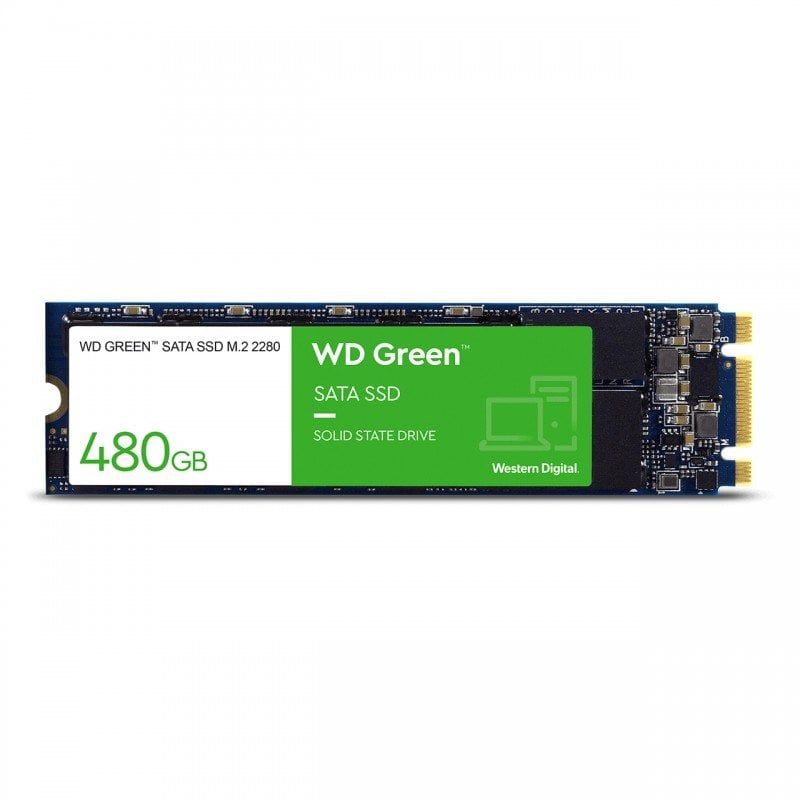 WD GREEN™ SATA SSD M.2 2280
480GB
WD Green™
SATA SSD
SOLID STATE DRIVE
Western Digital.
B
M